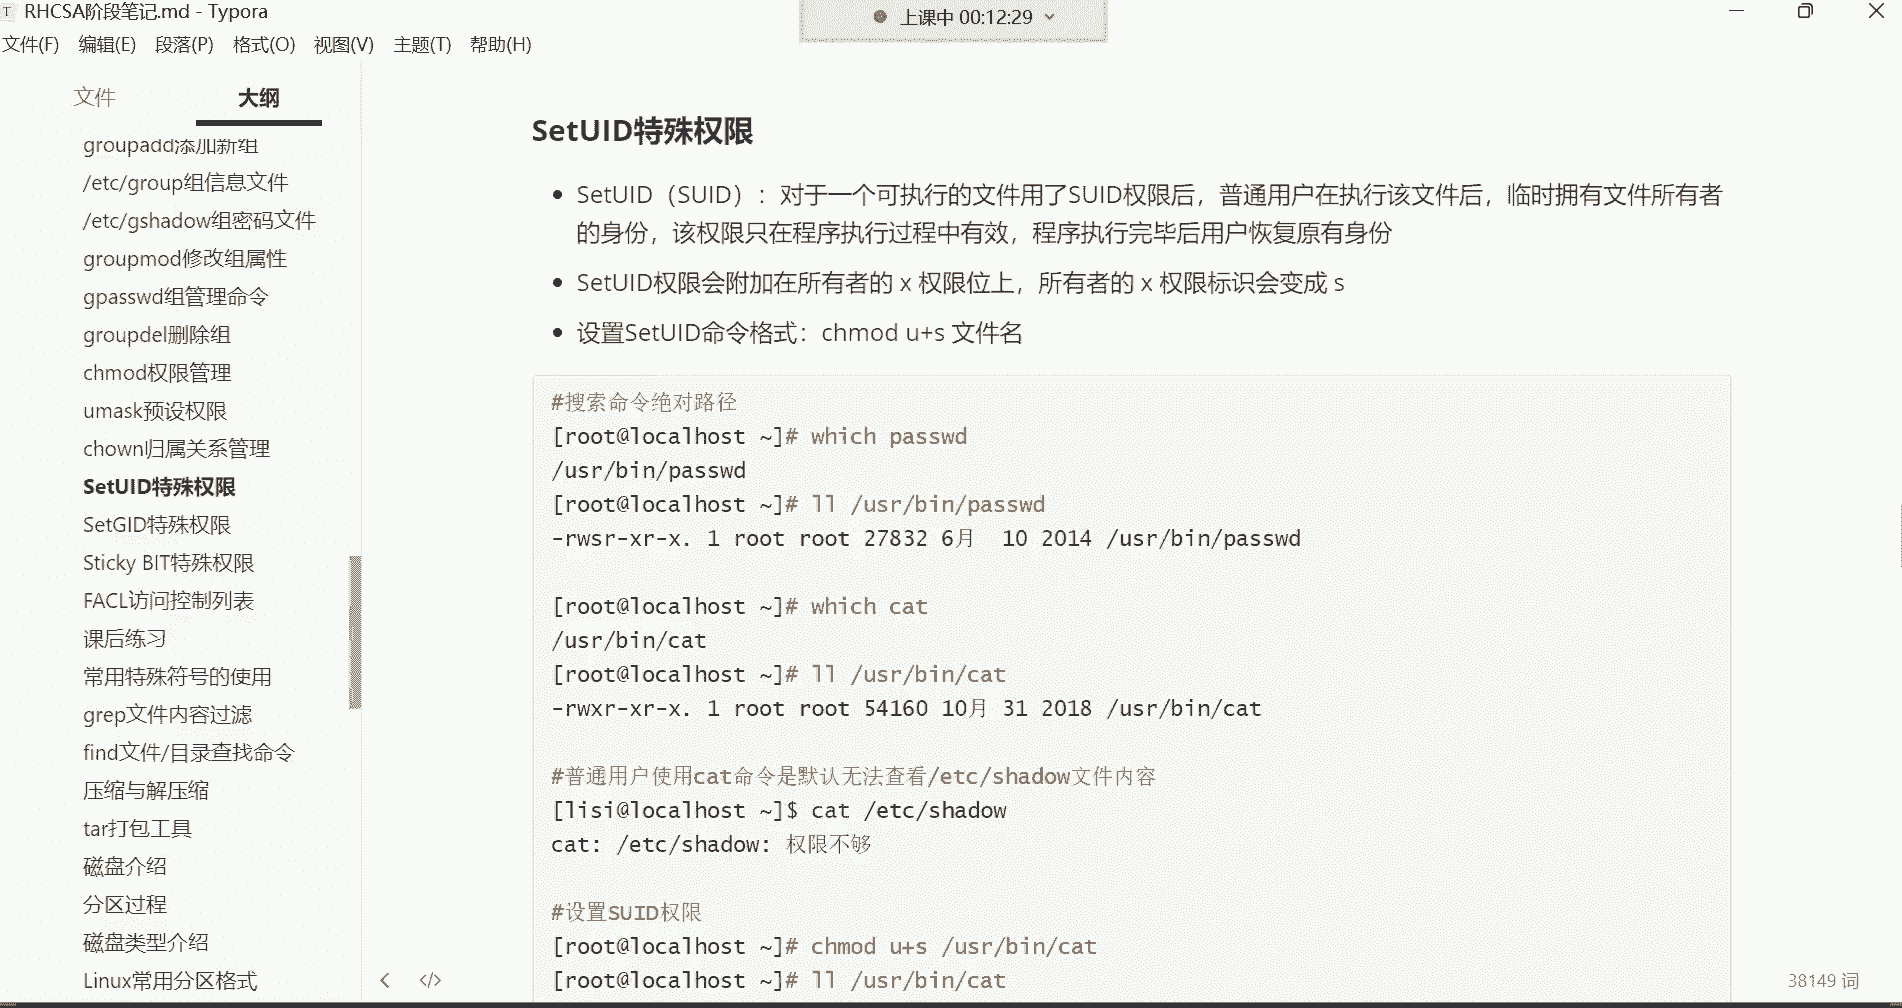 RHCSA阶段笔记.md - Typora
上课中 00:12:29
文件(F) 编辑(E) 段落(P) 格式(O) 视图(V) 主题(T) 帮助(H)
文件 大纲
groupadd添加新组
/etc/group组信息文件
/etc/gshadow组密码文件
groupmod修改组属性
gpasswd组管理命令
groupdel删除组
chmod权限管理
umask预设权限
chown归属关系管理
SetUID特殊权限
SetGID特殊权限
Sticky BIT特殊权限
FACL访问控制列表
课后练习
常用特殊符号的使用
grep文件内容过滤
find文件/目录查找命令
压缩与解压缩
tar打包工具
磁盘介绍
分区过程
磁盘类型介绍
Linux常用分区格式
SetUID特殊权限
SetUID（SUID）：对于一个可执行的文件用了SUID权限后，普通用户在执行该文件后，临时拥有文件所有者
的身份，该权限只在程序执行过程中有效，程序执行完毕后用户恢复原有身份
SetUID权限会附加在所有者的 x 权限位上，所有者的 x 权限标识会变成 s
设置SetUID命令格式：chmod u+s 文件名
#搜索命令绝对路径
[root@localhost ~]# which passwd
/usr/bin/passwd
[root@localhost ~]# ll /usr/bin/passwd
-rwsr-xr-x. 1 root root 27832 6月  10 2014 /usr/bin/passwd
[root@localhost ~]# which cat
/usr/bin/cat
[root@localhost ~]# ll /usr/bin/cat
-rwxr-xr-x. 1 root root 54160 10月 31 2018 /usr/bin/cat
#普通用户使用cat命令是默认无法查看/etc/shadow文件内容
[lisi@localhost ~]$ cat /etc/shadow
cat: /etc/shadow: 权限不够
#设置SUID权限
[root@localhost ~]# chmod u+s /usr/bin/cat
[root@localhost ~]# ll /usr/bin/cat
38149 词